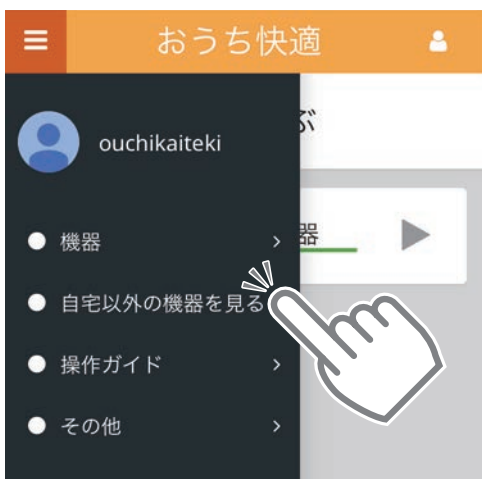 おうち快適
ouchikaiteki
ぶ
機器
器
自宅以外の機器を見る
操作ガイド
その他